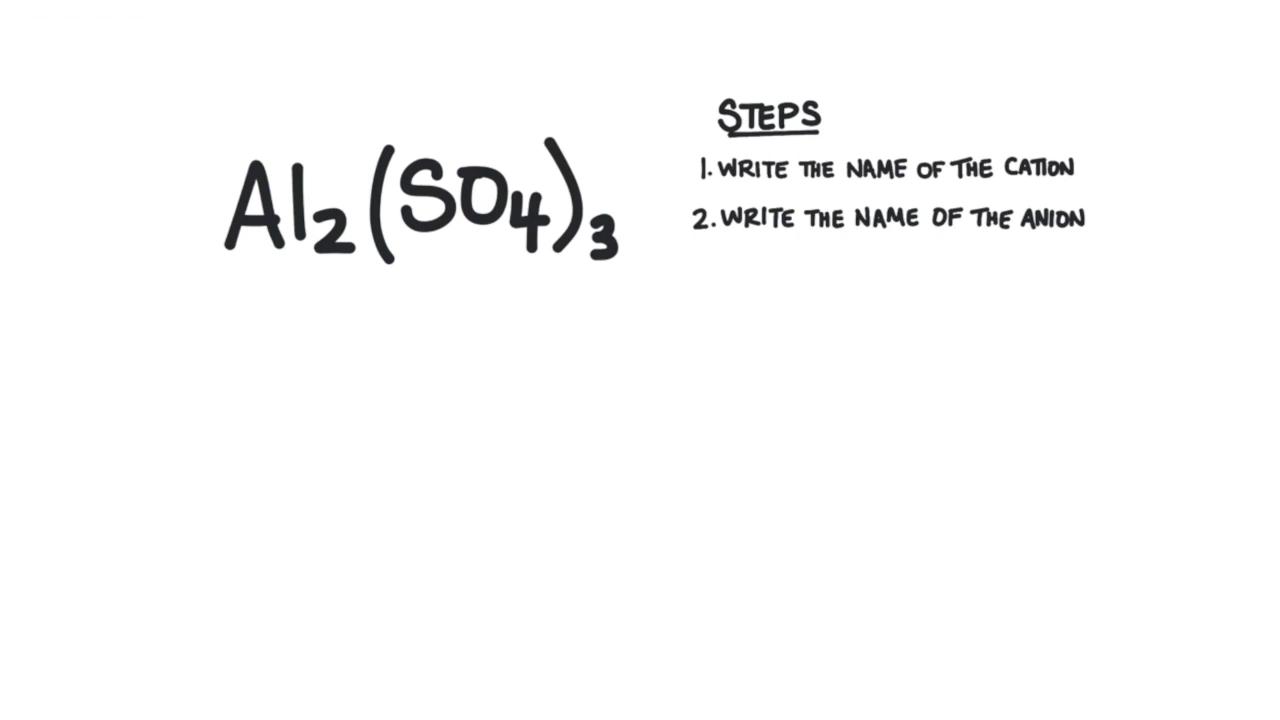 Al₂(SO₄)₃
STEPS
1. WRITE THE NAME OF THE CATION
2. WRITE THE NAME OF THE ANION